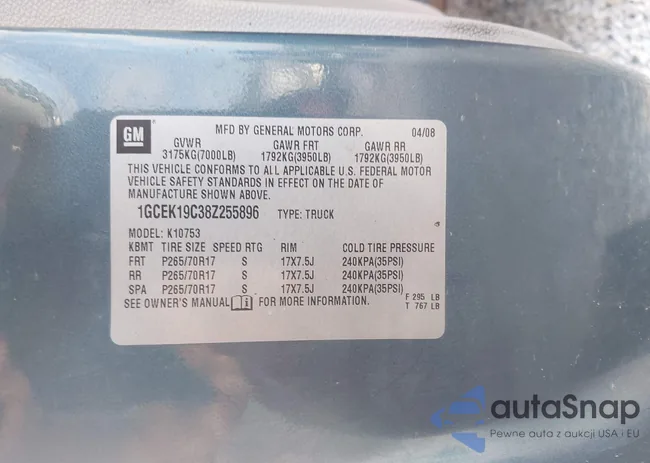 GM
MFD BY GENERAL MOTORS CORP. 04/08
GVWR GAWR FRT GAWR RR
3175KG(7000LB) 1792KG(3950LB) 1792KG(3950LB)
THIS VEHICLE CONFORMS TO ALL APPLICABLE U.S. FEDERAL MOTOR
VEHICLE SAFETY STANDARDS IN EFFECT ON THE DATE OF
MANUFACTURE SHOWN ABOVE.
1GCEK19C38Z255896 TYPE: TRUCK
MODEL: K10753
KBMT TIRE SIZE SPEED RTG RIM COLD TIRE PRESSURE
FRT P265/70R17 S 17X7.5J 240KPA(35PSI)
RR P265/70R17 S 17X7.5J 240KPA(35PSI)
SPA P265/70R17 S 17X7.5J 240KPA(35PSI)
SEE OWNER'S MANUAL FOR MORE INFORMATION.
F 295 LB
T 767 LB
autaSnap
Pewne auta z aukcji USA i EU